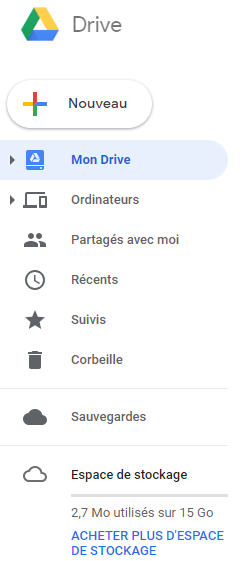 Drive
Nouveau
Mon Drive
Ordinateurs
Partagés avec moi
Récents
Suivis
Corbeille
Sauvegardes
Espace de stockage
2,7 Mo utilisés sur 15 Go
ACHETER PLUS D'ESPACE
DE STOCKAGE